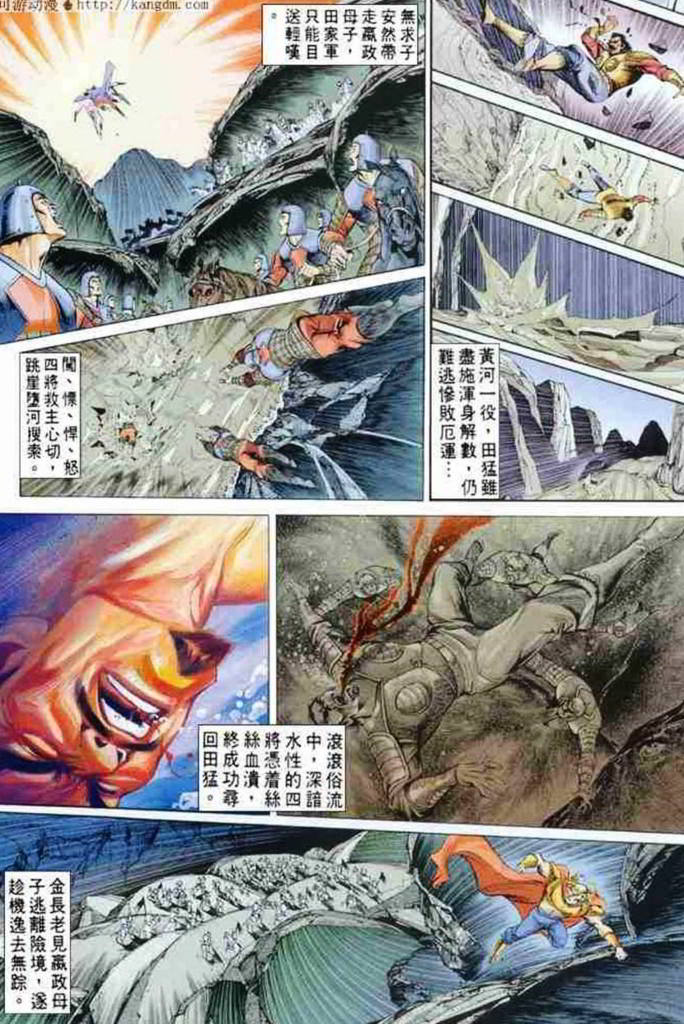 可游动漫 http://kangdm.com
無求子
安然帶
走嬴政
母子，
田家軍
只能目
送輕嘆
。
黃河一役，田猛雖
盡施渾身解數，仍
難逃慘敗厄運…
闖、慓、悍、怒
四將救主心切，
跳崖墮河搜索。
滾滾俗流
中，深諳
水性的四
將憑着絲
絲血漬，
終成功尋
回田猛。
金長老見嬴政母
子逃離險境，遂
趁機逸去無踪。